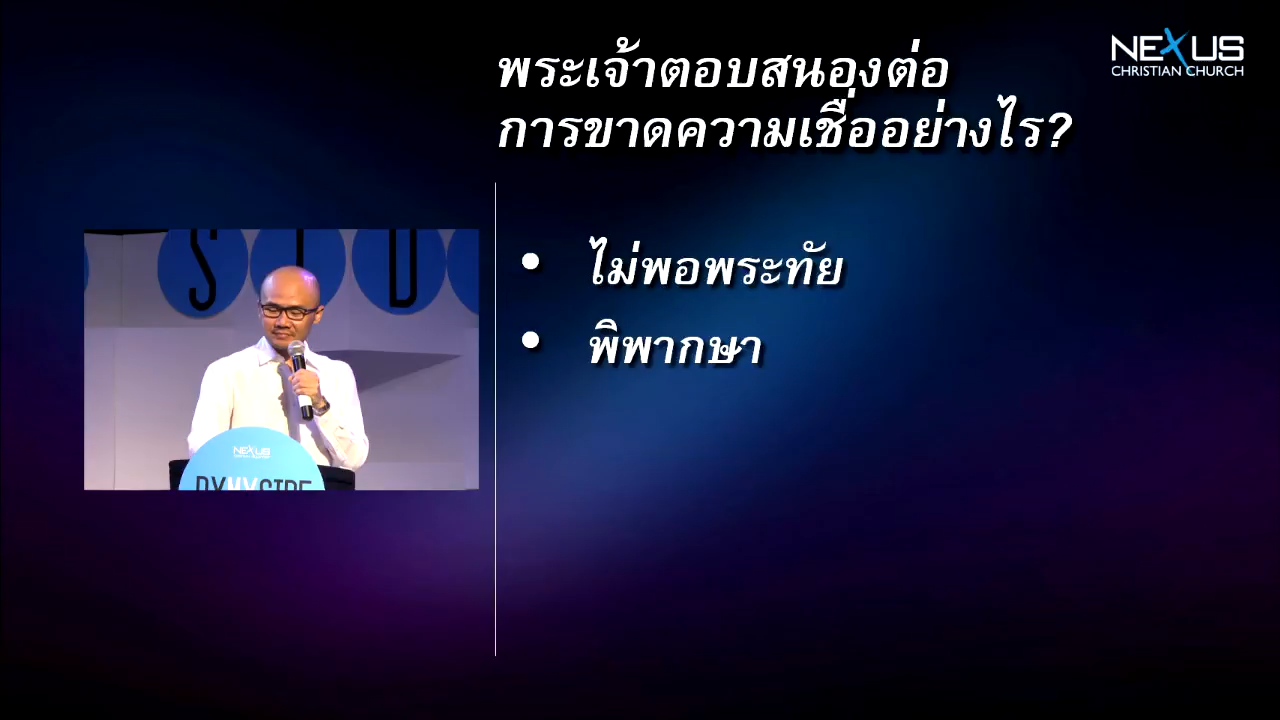 พระเจ้าตอบสนองต่อ
การขาดความเชื่ออย่างไร?
NEXUS
CHRISTIAN CHURCH
• ไม่พอพระทัย
• พิพากษา
S I D
NEXUS
BYMYSIDE